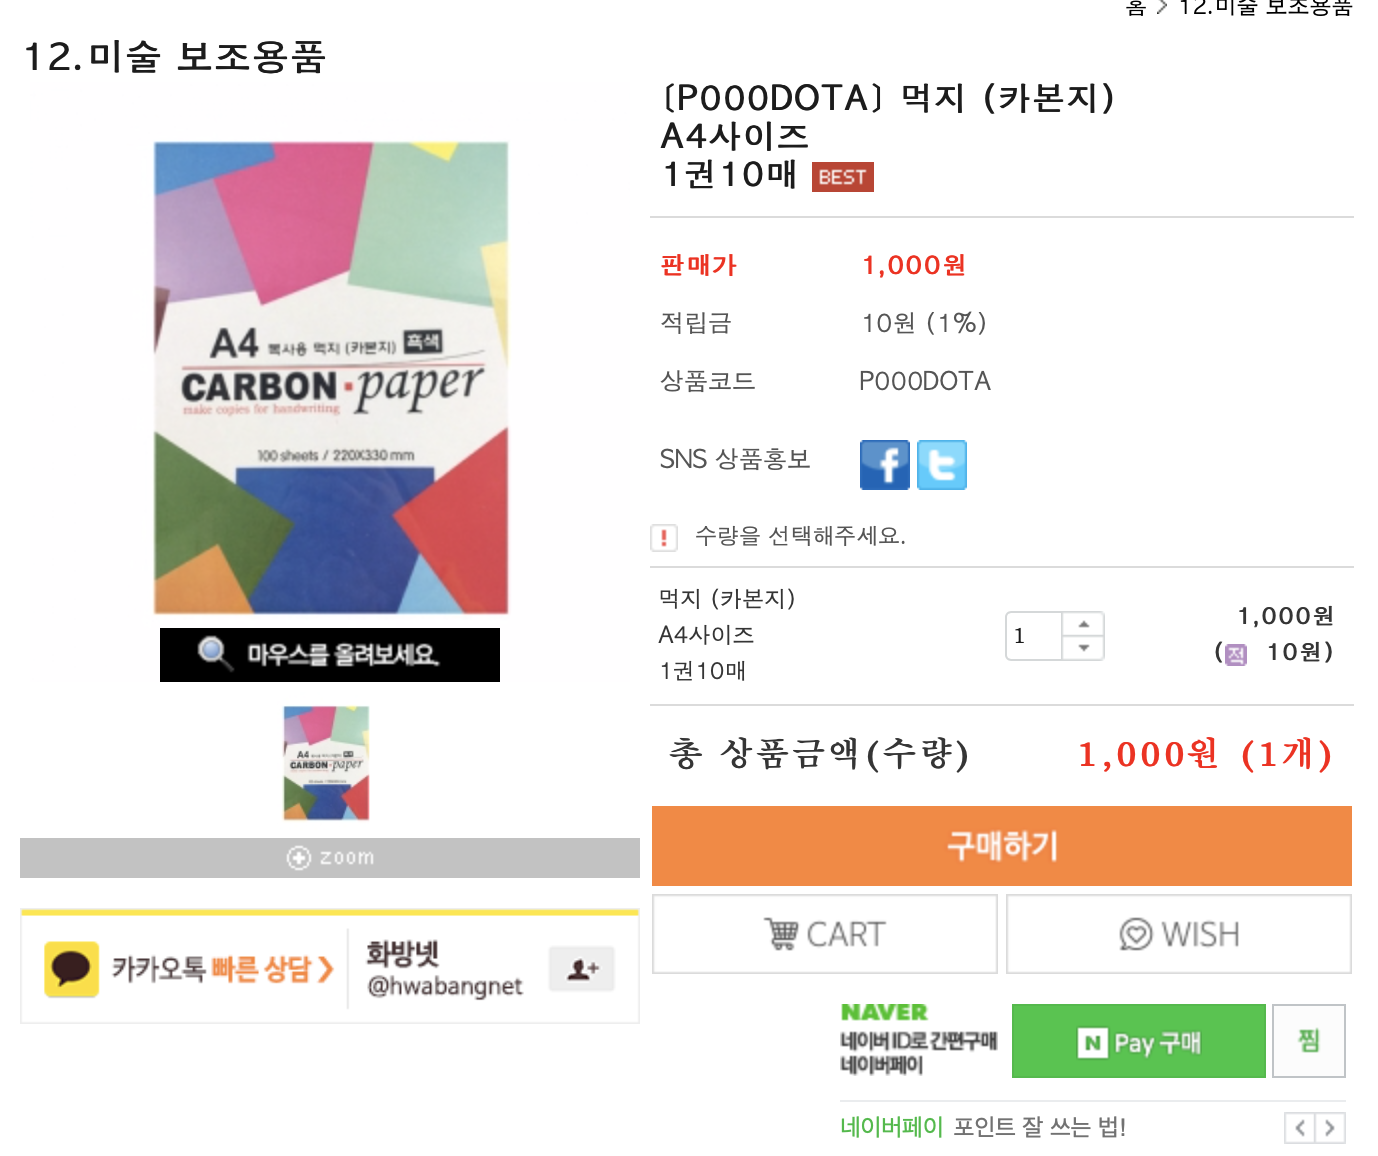 홈 > 12.미술 보조용품
12.미술 보조용품
[P000DOTA] 먹지 (카본지)
A4사이즈
1권10매 BEST
A4 복사용 먹지 (카본지) 흑색
CARBON·paper
make copies for handwriting
100 sheets / 220X330 mm
마우스를 올려보세요.
A4
CARBON·paper
zoom
카카오톡 빠른 상담 >
화방넷
@hwabangnet
판매가 1,000원
적립금 10원 (1%)
상품코드 P000DOTA
SNS 상품홍보
수량을 선택해주세요.
먹지 (카본지)
A4사이즈
1권10매
1
1,000원
(적 10원)
총 상품금액(수량) 1,000원 (1개)
구매하기
CART
WISH
NAVER
네이버 ID로 간편구매
네이버페이
N Pay 구매
찜
네이버페이 포인트 잘 쓰는 법!